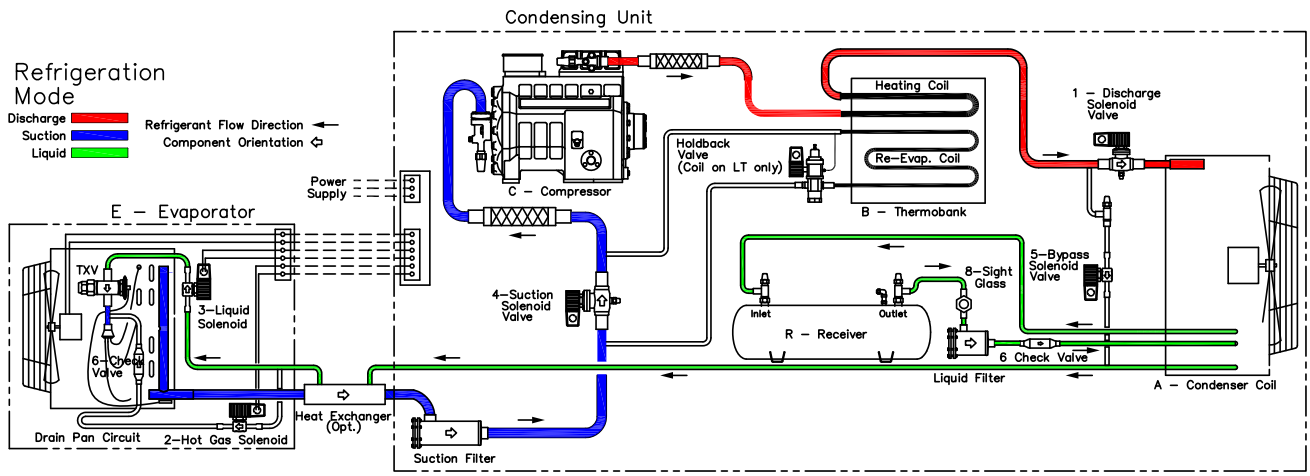 Condensing Unit
Refrigeration
Mode
Discharge
Suction
Liquid
Refrigerant Flow Direction
Component Orientation
Power
Supply
C - Compressor
Holdback
Valve
(Coil on LT only)
Heating Coil
Re-Evap. Coil
B - Thermobank
1 - Discharge
Solenoid
Valve
E - Evaporator
TXV
3-Liquid
Solenoid
6-Check
Valve
Drain Pan Circuit
2-Hot Gas Solenoid
Heat Exchanger
(Opt.)
Suction Filter
4-Suction
Solenoid
Valve
Inlet
R - Receiver
Outlet
8-Sight
Glass
Liquid Filter
6 Check Valve
5-Bypass
Solenoid
Valve
A - Condenser Coil